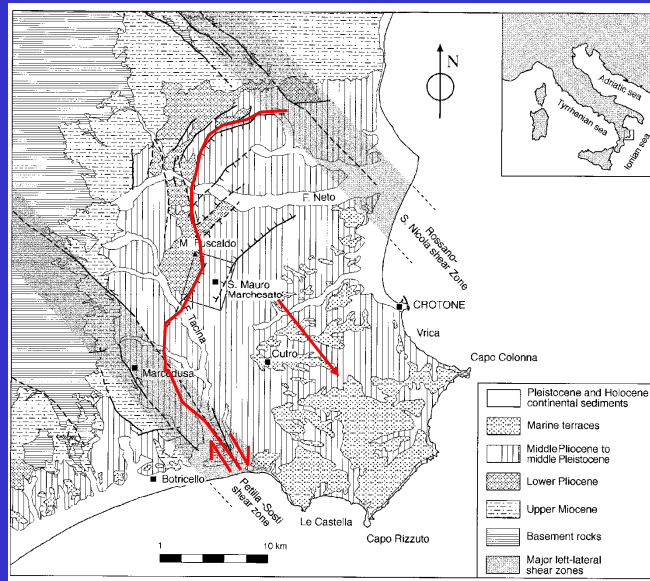 N
Adriatic sea
Tyrrhenian sea
Ionian sea
F. Neto
Rossano-
S. Nicola shear Zone
M. Fuscaldo
S. Mauro
Marchesato
F. Tacina
CROTONE
Vrica
Capo Colonna
Cutro
Marcedusa
Botricello
Petilia-Sosti
shear zone
Le Castella
Capo Rizzuto
1 10 km
Pleistocene and Holocene
continental sediments
Marine terraces
Middle Pliocene to
middle Pleistocene
Lower Pliocene
Upper Miocene
Basement rocks
Major left-lateral
shear zones